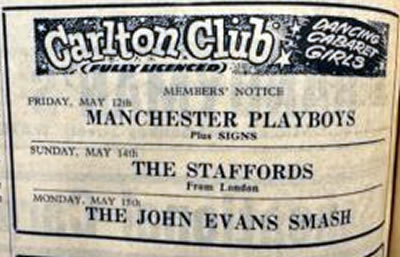 Carlton Club
(FULLY LICENCED)
DANCING
CABARET
GIRLS
MEMBERS' NOTICE
FRIDAY, MAY 12th
MANCHESTER PLAYBOYS
Plus SIGNS
SUNDAY, MAY 14th
THE STAFFORDS
From London
MONDAY, MAY 15th
THE JOHN EVANS SMASH